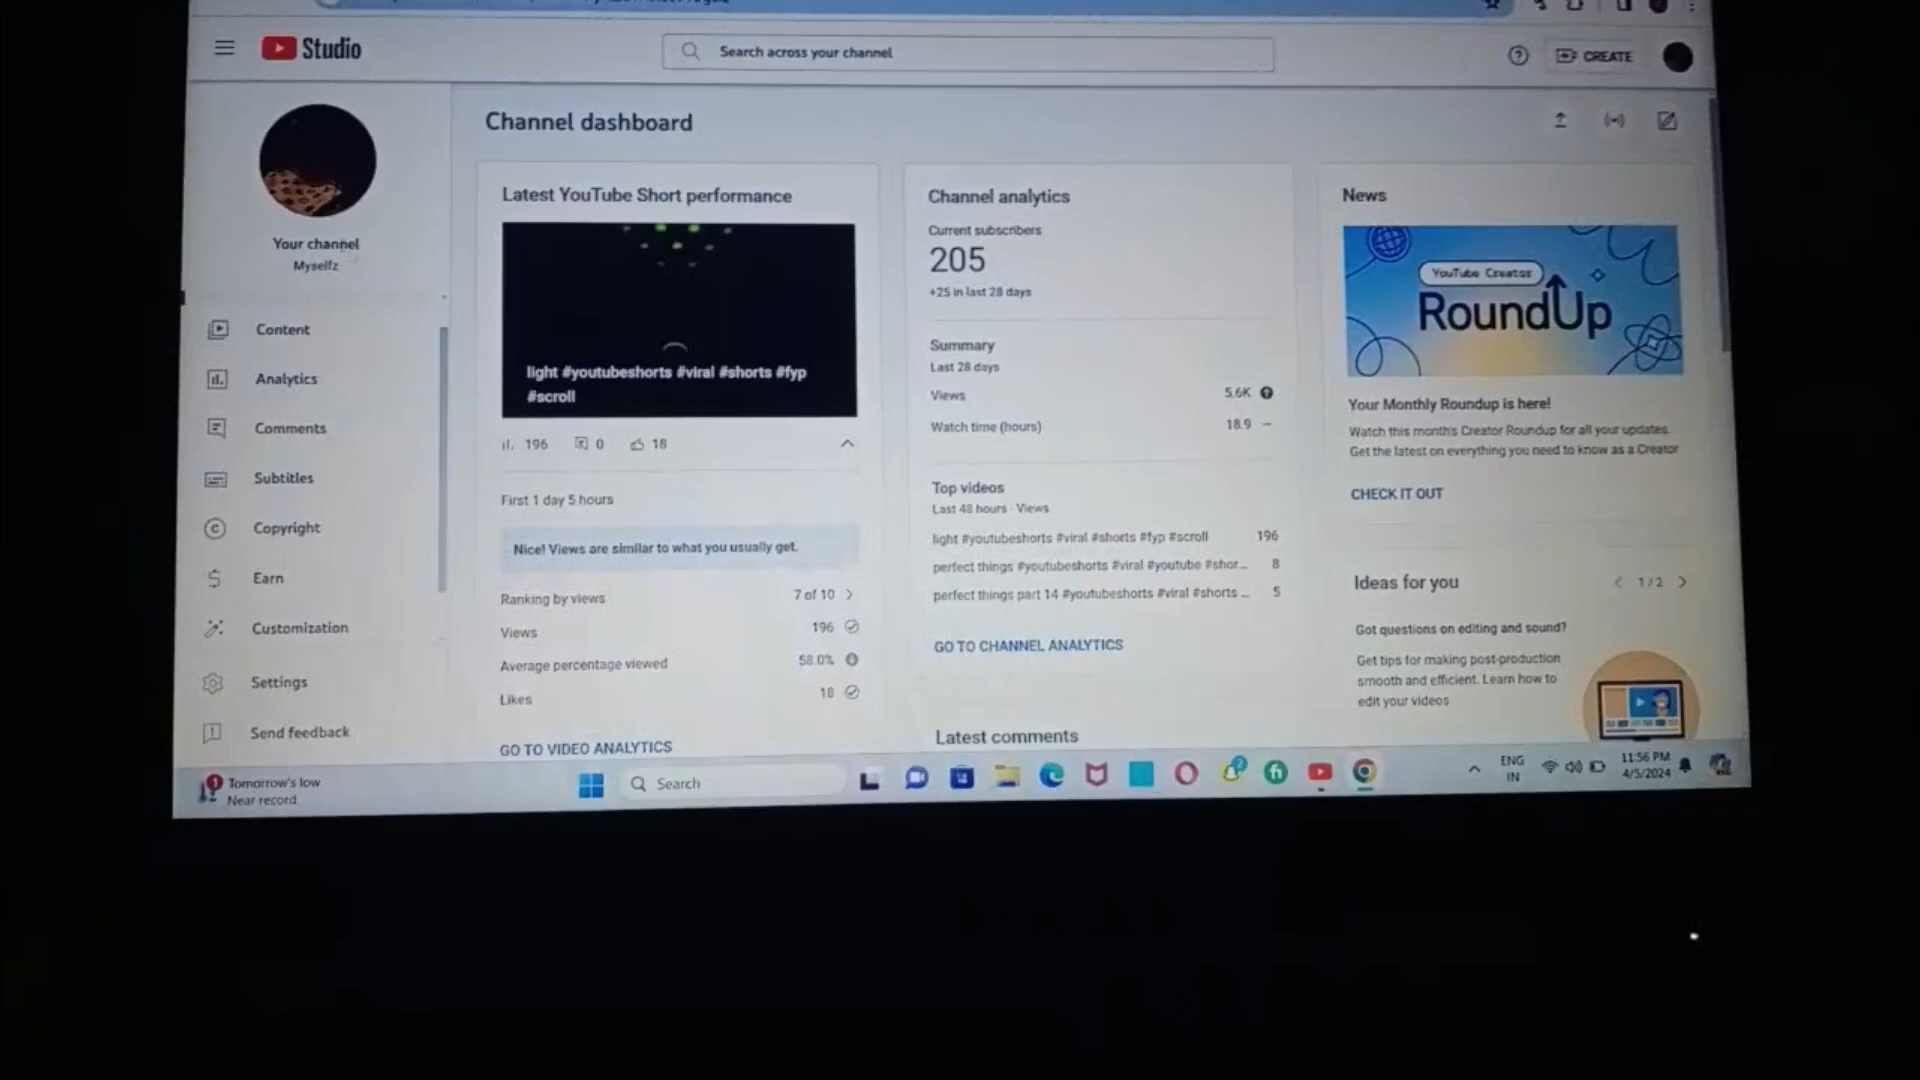 Studio
Search across your channel
CREATE
Channel dashboard
Your channel
Myselfz
Content
Analytics
Comments
Subtitles
Copyright
Earn
Customization
Settings
Send feedback
Latest YouTube Short performance
light #youtubeshorts #viral #shorts #fyp
#scroll
196 0 18
First 1 day 5 hours
Nice! Views are similar to what you usually get.
Ranking by views 7 of 10
Views 196
Average percentage viewed 58.0%
Likes 18
GO TO VIDEO ANALYTICS
Channel analytics
Current subscribers
205
+25 in last 28 days
Summary
Last 28 days
Views 5.6K
Watch time (hours) 18.9 —
Top videos
Last 48 hours · Views
light #youtubeshorts #viral #shorts #fyp #scroll 196
perfect things #youtubeshorts #viral #youtube #shor... 8
perfect things part 14 #youtubeshorts #viral #shorts ... 5
GO TO CHANNEL ANALYTICS
Latest comments
News
YouTube Creator
RoundUp
Your Monthly Roundup is here!
Watch this month's Creator Roundup for all your updates.
Get the latest on everything you need to know as a Creator
CHECK IT OUT
Ideas for you
1 / 2
Got questions on editing and sound?
Get tips for making post-production
smooth and efficient. Learn how to
edit your videos
1
Tomorrow's low
Near record
Search
2
ENG
IN
11:56 PM
4/5/2024